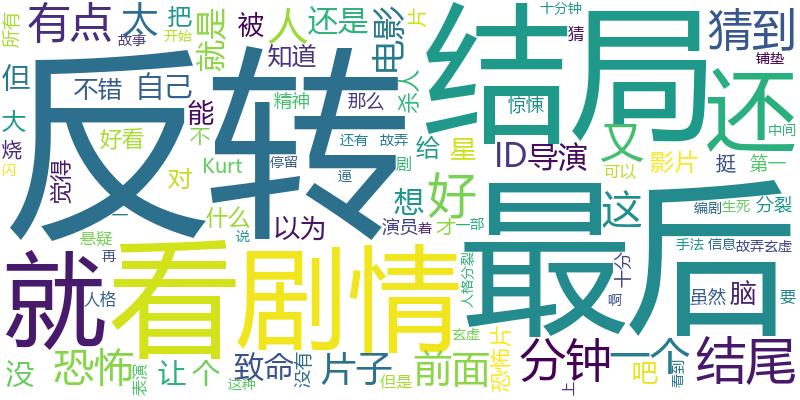 所有
有点
太
把
就是
被
人
还是
电影
片
十分钟
猜
猜到
铺垫
故事
开始
知道
但
不错
自己
反转
结局
还
大
能
精神
那么
杀人
惊悚
烧
好看
不
还有
故弄
给
星
ID
导演
又
影片
挺
中间
第一
可以
闪
觉得
Kurt
停留
剧
对
逼
想
好
这
编剧
生死
分裂
什么
说
以为
演员
着
才
一部
最后
一
悬疑
再
就
看
剧情
人格
人格分裂
手法
信息
故弄玄虚
十分
啊
虽然
脑
要
没
恐怖
表演
让
个
这种
致命
没有
片子
但是
前面
玄虚
恐怖片
分钟
上
一个
吧
看到
结尾